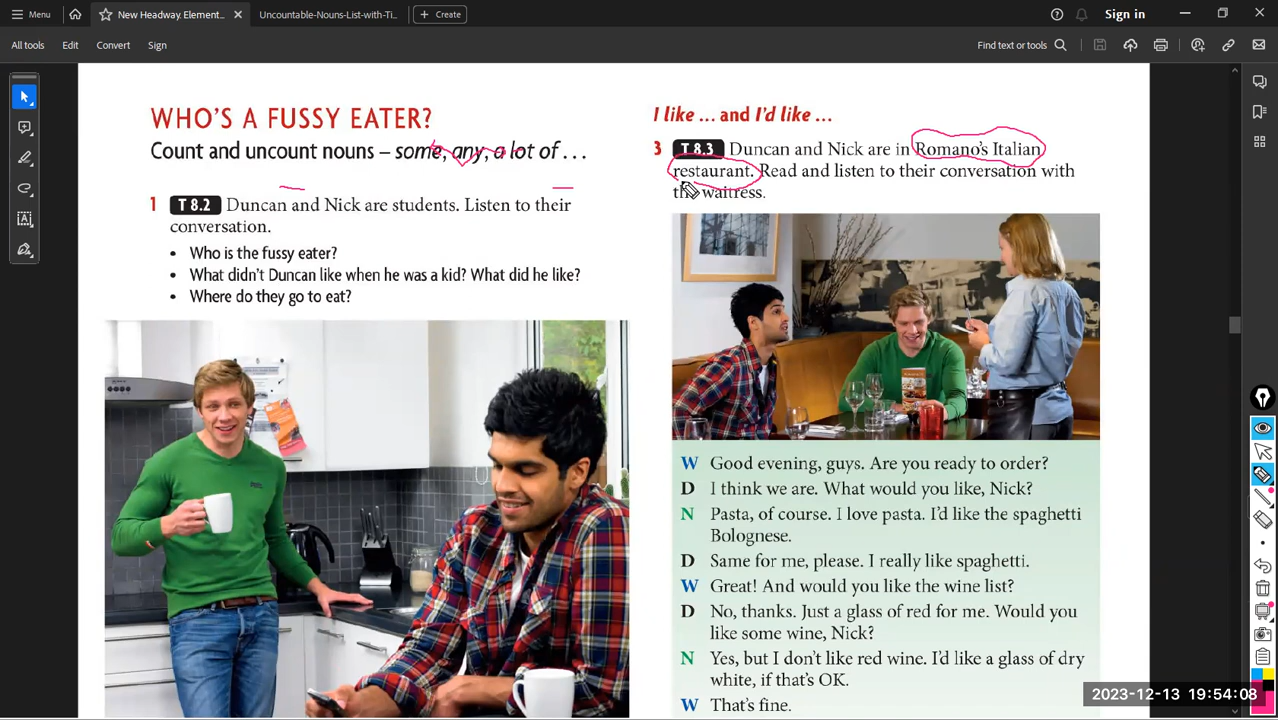 Menu
New Headway. Element...
Uncountable-Nouns-List-with-Ti...
Create
Sign in
All tools
Edit
Convert
Sign
Find text or tools
WHO'S A FUSSY EATER?
Count and uncount nouns – some, any, a lot of . . .
1 T 8.2 Duncan and Nick are students. Listen to their
conversation.
• Who is the fussy eater?
• What didn't Duncan like when he was a kid? What did he like?
• Where do they go to eat?
I like ... and I'd like ...
3 T 8.3 Duncan and Nick are in Romano's Italian
restaurant. Read and listen to their conversation with
the waitress.
W Good evening, guys. Are you ready to order?
D I think we are. What would you like, Nick?
N Pasta, of course. I love pasta. I'd like the spaghetti
Bolognese.
D Same for me, please. I really like spaghetti.
W Great! And would you like the wine list?
D No, thanks. Just a glass of red for me. Would you
like some wine, Nick?
N Yes, but I don't like red wine. I'd like a glass of dry
white, if that's OK.
W That's fine.
2023-12-13 19:54:08